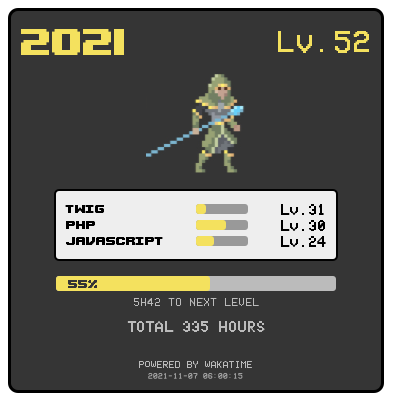 2021 Lv.52
TWIG Lv.31
PHP Lv.30
JAVASCRIPT Lv.24
55%
5H42 TO NEXT LEVEL
TOTAL 335 HOURS
POWERED BY WAKATIME
2021-11-07 06:00:15